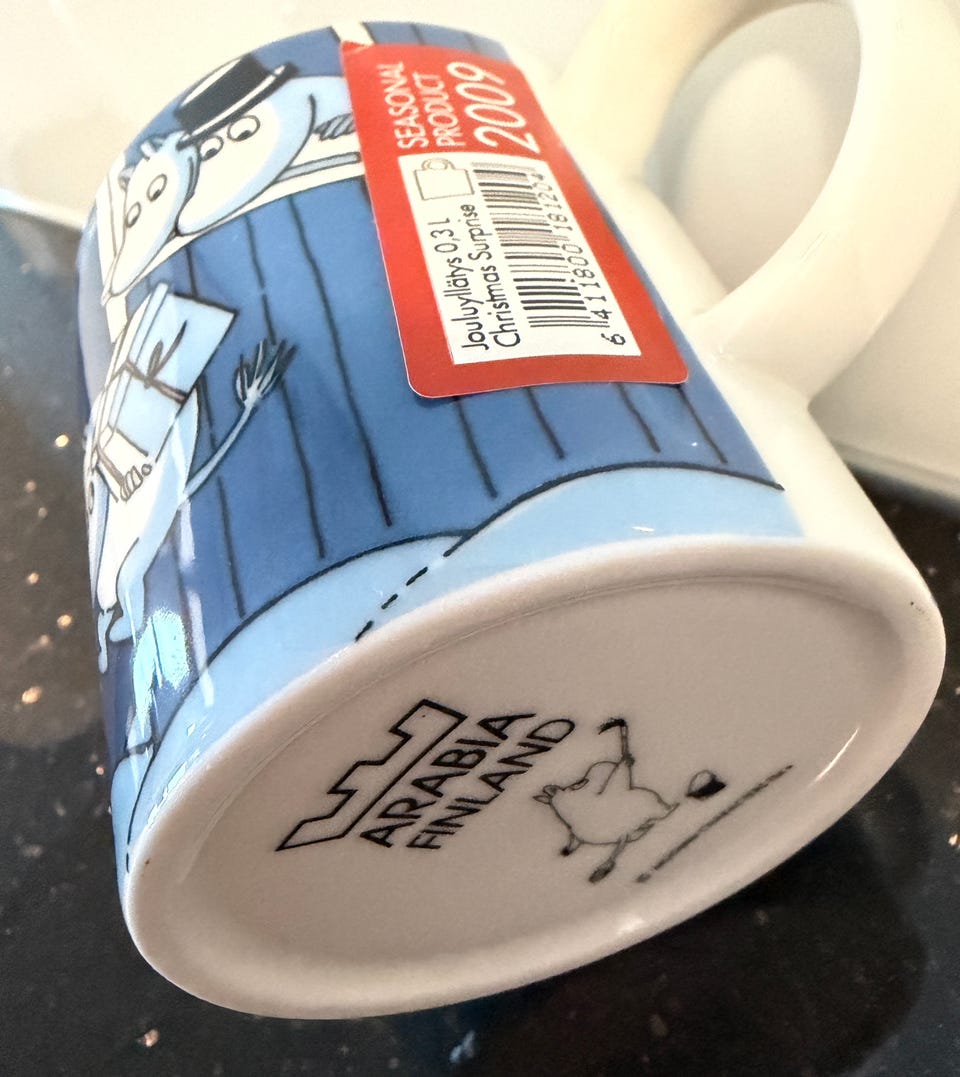 SEASONAL
PRODUCT
2009
Jouluyllätys 0,3 L
Christmas Surprise
6 411800 181204
ARABIA
FINLAND